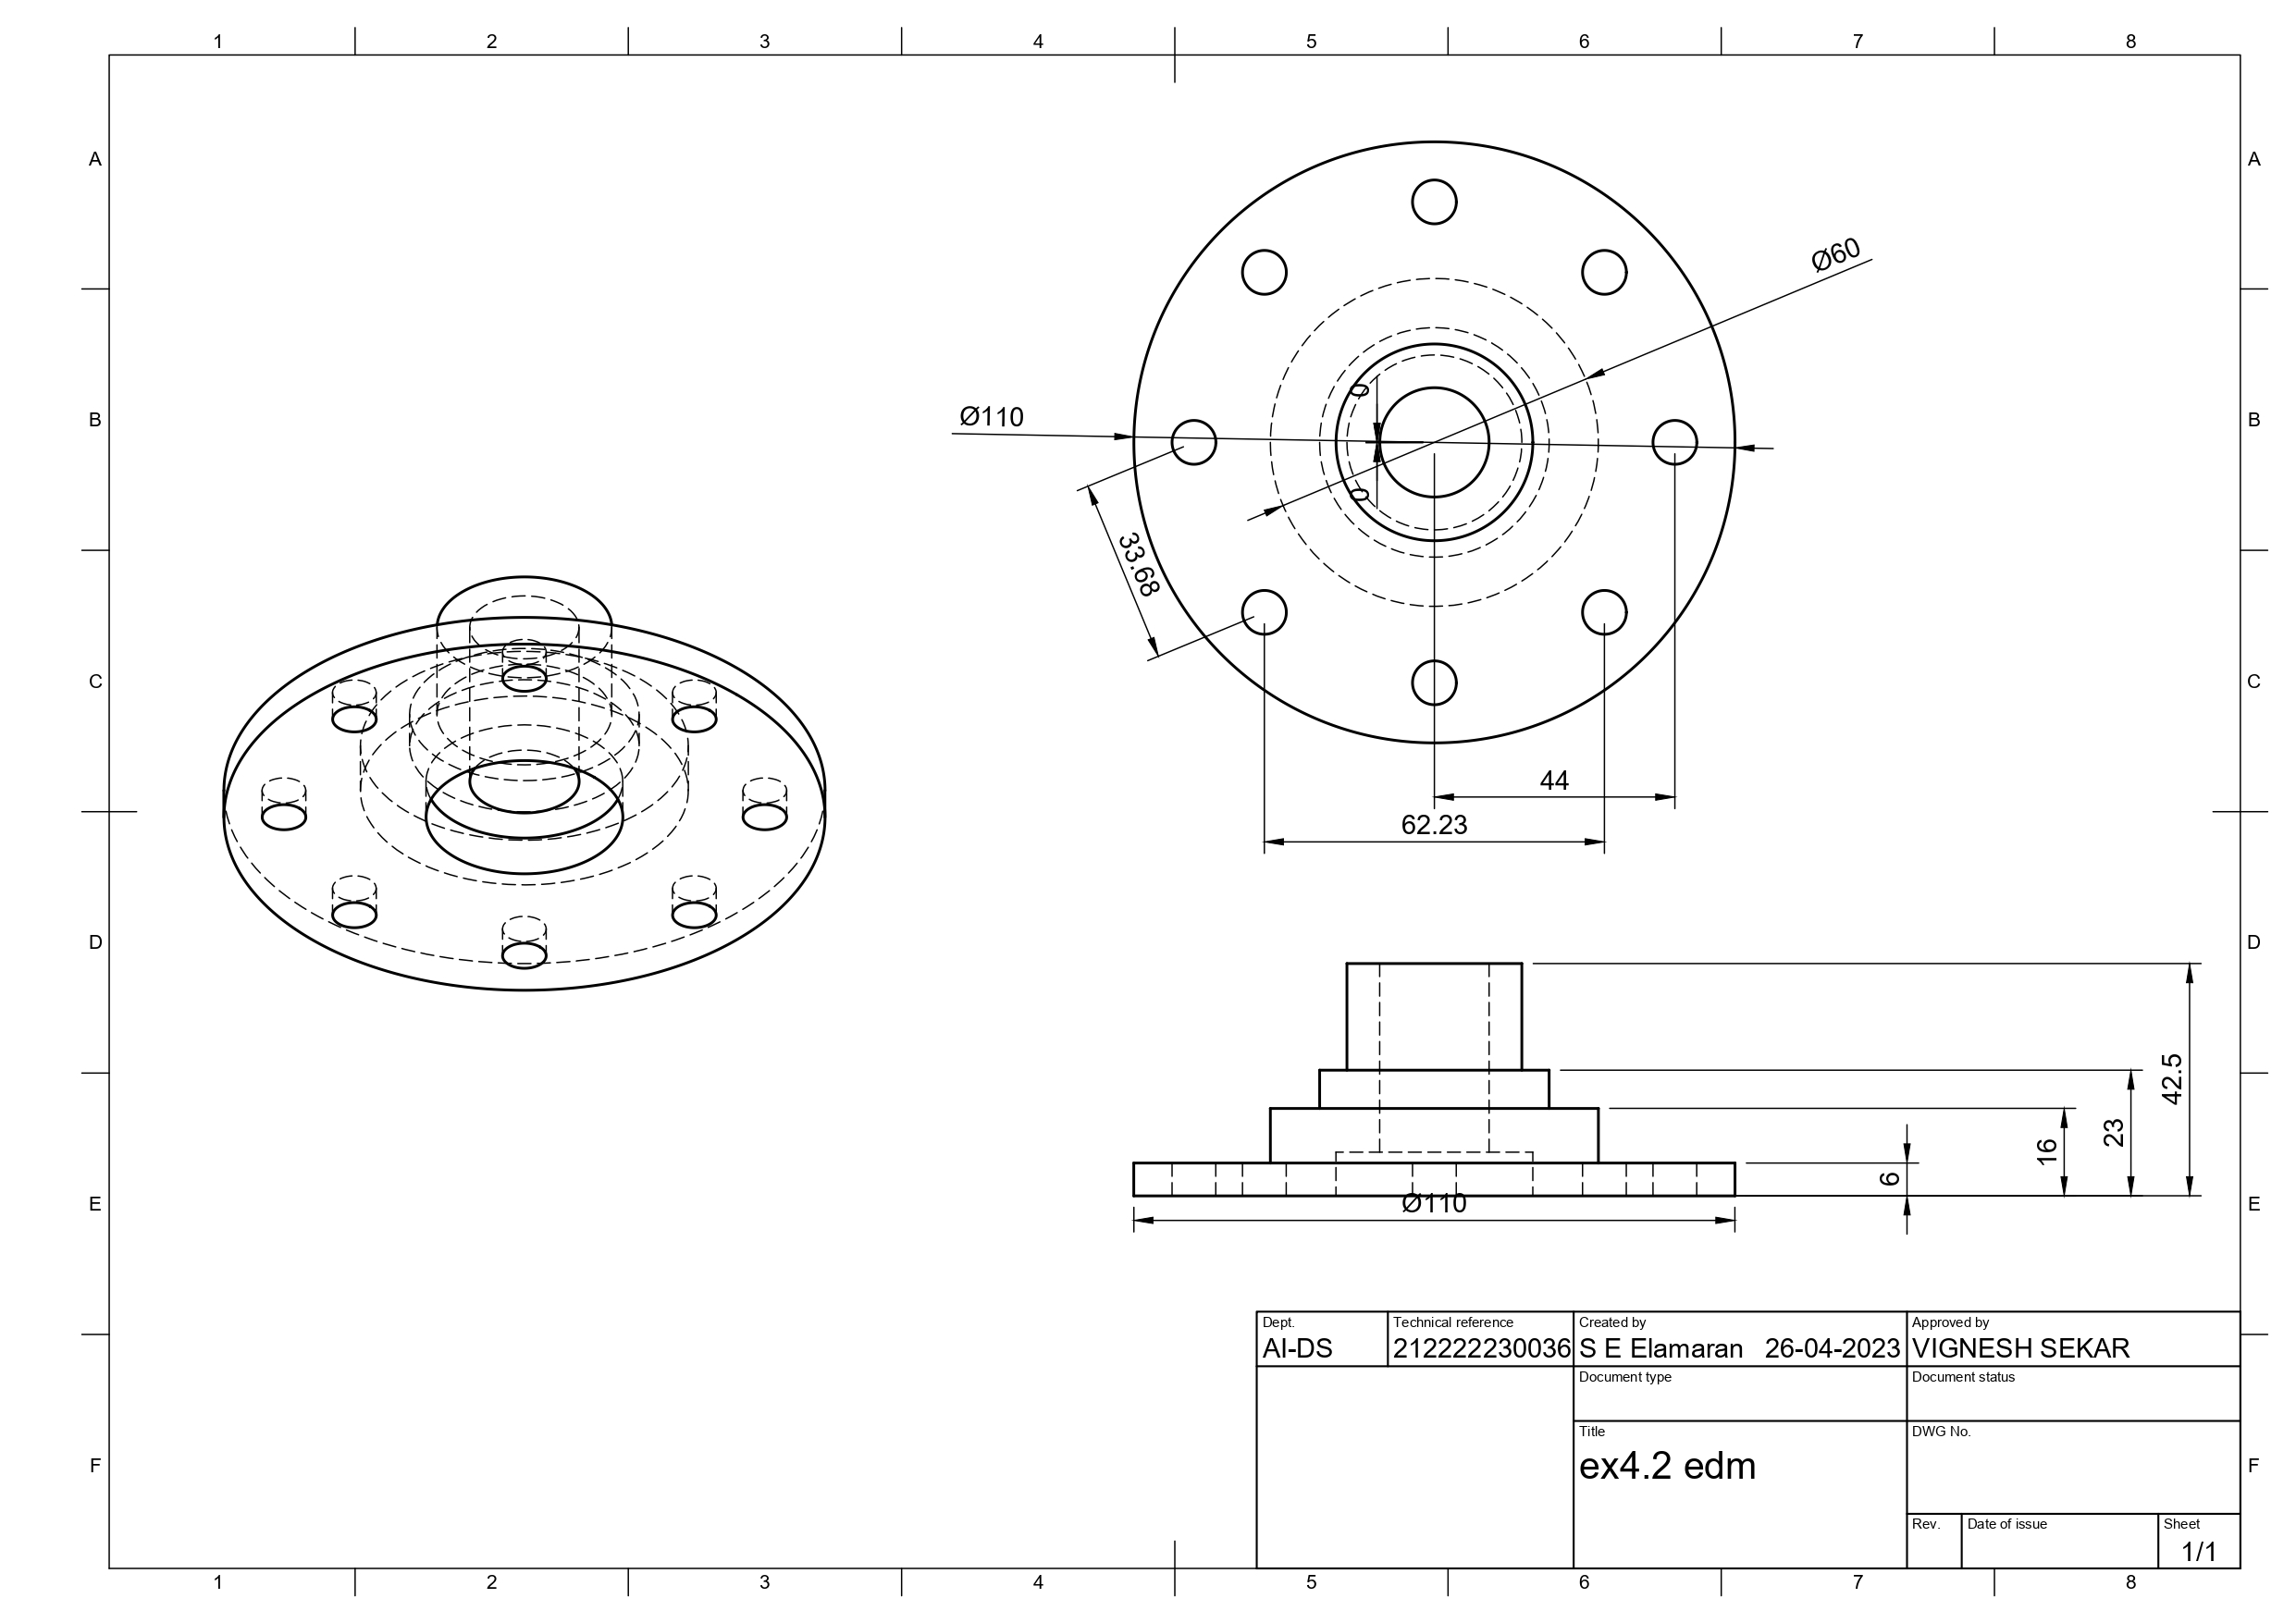 1 2 3 4 5 6 7 8
A A
B B
C C
D D
E E
F F
Ø60
Ø110
0
0
33.68
44
62.23
42.5
23
16
6
Ø110
Dept. Technical reference Created by Approved by
AI-DS 212222230036 S E Elamaran 26-04-2023 VIGNESH SEKAR
Document type Document status
Title DWG No.
ex4.2 edm
Rev. Date of issue Sheet
1/1
1 2 3 4 5 6 7 8